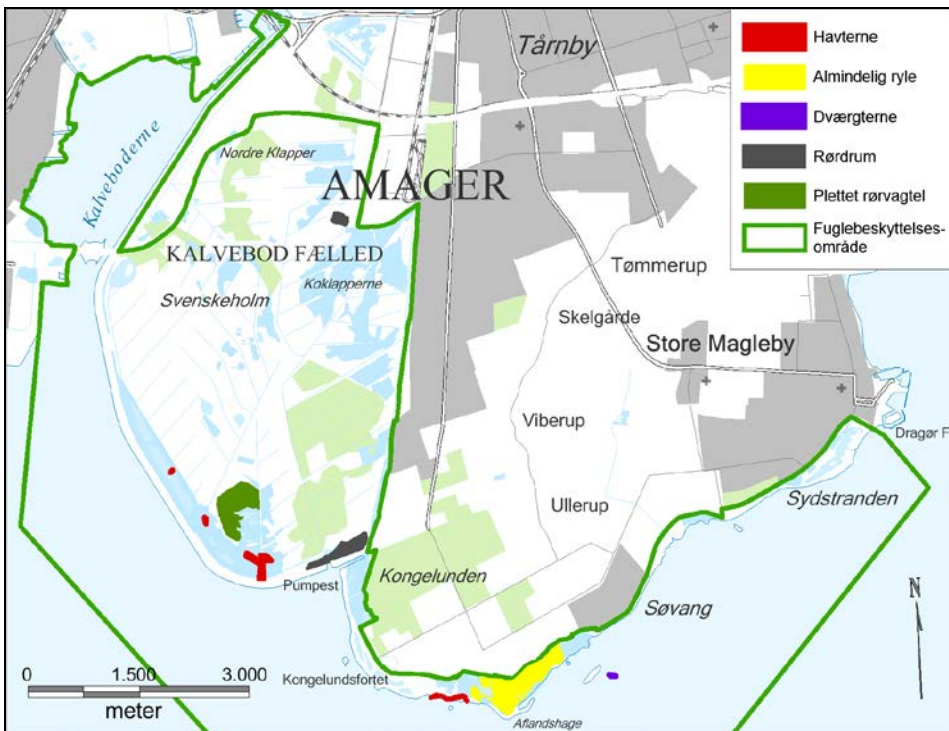 Tårnby
Havterne
Almindelig ryle
Dværgterne
Rørdrum
Plettet rørvagtel
Fuglebeskyttelses-
område
Kalveboderne
Nordre Klapper
AMAGER
KALVEBOD FÆLLED
Koklapperne
Svenskeholm
Tømmerup
Skelgårde
Store Magleby
Viberup
Dragør F
Sydstranden
Ullerup
Pumpest
Kongelunden
Søvang
N
0 1.500 3.000
meter
Kongelundsfortet
Aflandshage